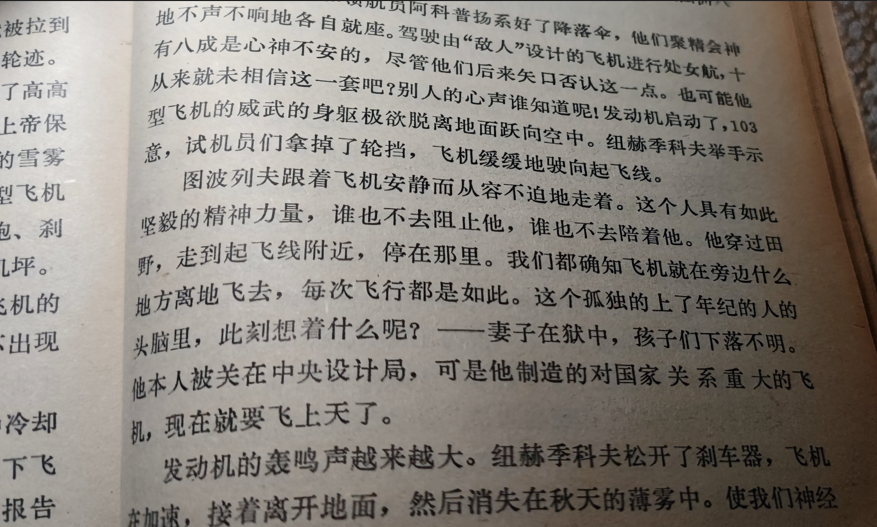 被拉到
轮迹。
了高高
上帝保
的雪雾
型飞机
包、刹
机坪。
飞机的
出现
冷却
下飞
报告
领航员阿科普扬系好了降落伞，他们聚精会神
地不声不响地各自就座。驾驶由“敌人”设计的飞机进行处女航，十
有八成是心神不安的，尽管他们后来矢口否认这一点。也可能他
从来就未相信这一套吧？别人的心声谁知道呢！发动机启动了，103
型飞机的威武的身躯极欲脱离地面跃向空中。纽赫季科夫举手示
意，试机员们拿掉了轮挡，飞机缓缓地驶向起飞线。
图波列夫跟着飞机安静而从容不迫地走着。这个人具有如此
坚毅的精神力量，谁也不去阻止他，谁也不去陪着他。他穿过田
野，走到起飞线附近，停在那里。我们都确知飞机就在旁边什么
地方离地飞去，每次飞行都是如此。这个孤独的上了年纪的人的
头脑里，此刻想着什么呢？——妻子在狱中，孩子们下落不明。
他本人被关在中央设计局，可是他制造的对国家关系重大的飞
机，现在就要飞上天了。
发动机的轰鸣声越来越大。纽赫季科夫松开了刹车器，飞机
在加速，接着离开地面，然后消失在秋天的薄雾中。使我们神经